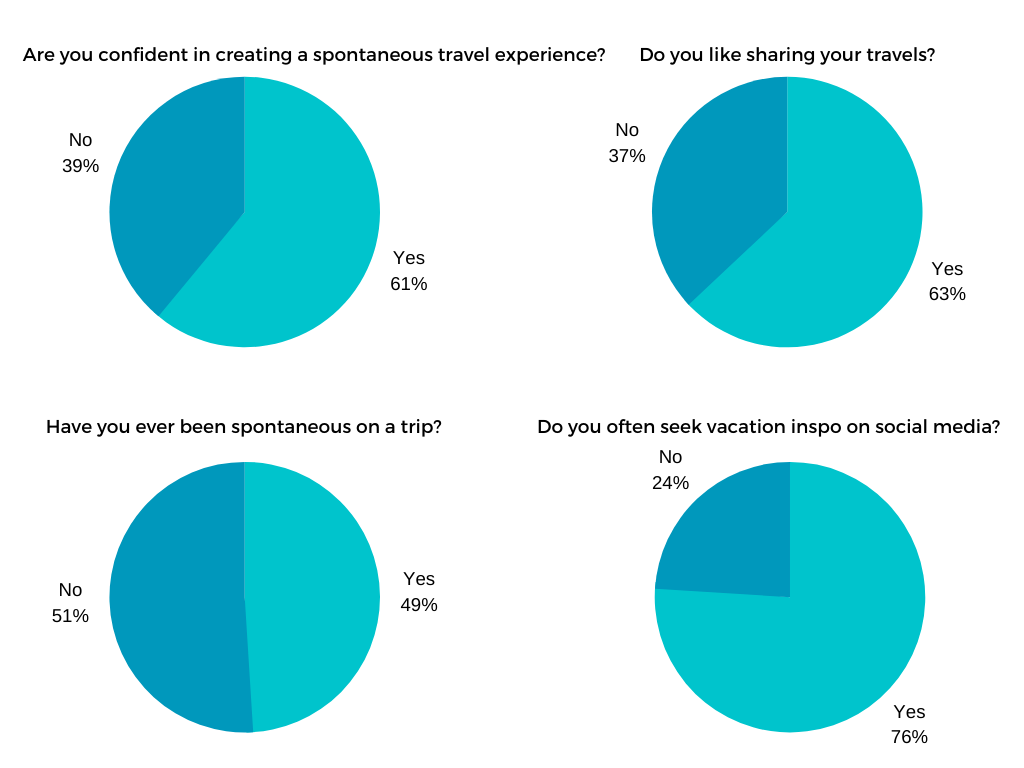 Are you confident in creating a spontaneous travel experience?
No
39%
Yes
61%
Do you like sharing your travels?
No
37%
Yes
63%
Have you ever been spontaneous on a trip?
No
51%
Yes
49%
Do you often seek vacation inspo on social media?
No
24%
Yes
76%